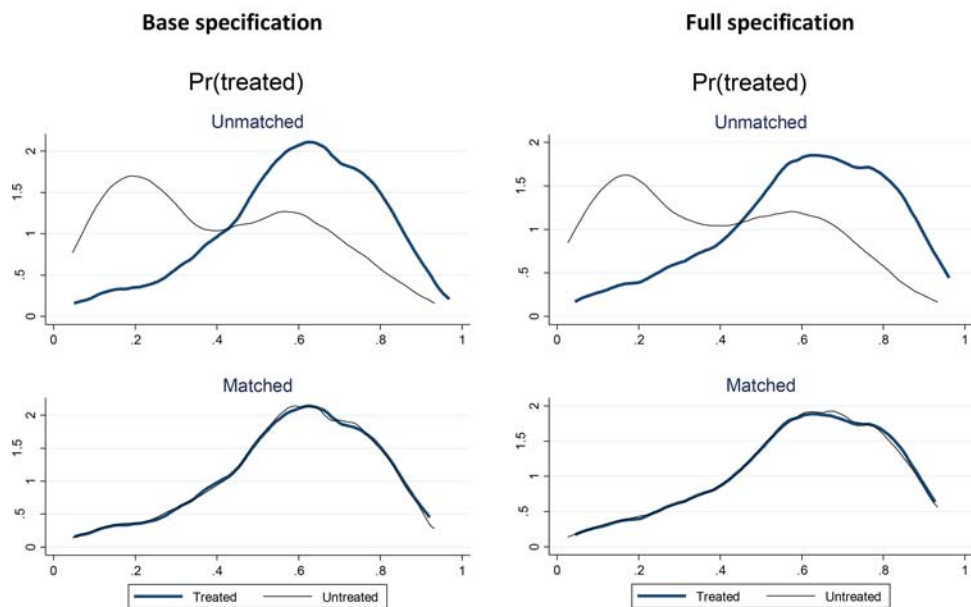 Base specification
Full specification
Pr(treated)
Pr(treated)
Unmatched
Unmatched
2
1.5
1
.5
0
0 .2 .4 .6 .8 1
2
1.5
1
.5
0
0 .2 .4 .6 .8 1
Matched
Matched
2
1.5
1
.5
0
0 .2 .4 .6 .8 1
2
1.5
1
.5
0
0 .2 .4 .6 .8 1
Treated Untreated
Treated Untreated